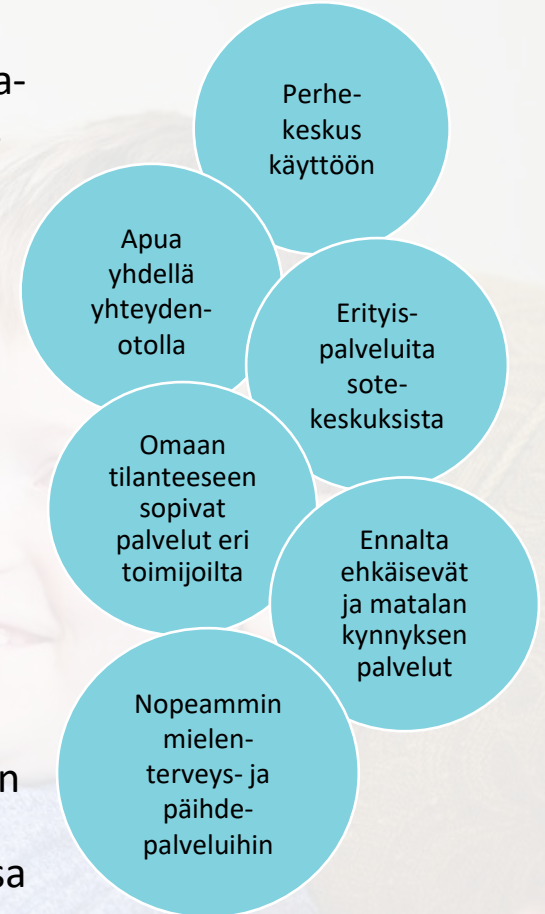 Perhe-
keskus
käyttöön
Apua
yhdellä
yhteyden-
otolla
Erityis-
palveluita
sote-
keskuksista
Omaan
tilanteeseen
sopivat
palvelut eri
toimijoilta
Ennalta
ehkäisevät
ja matalan
kynnyksen
palvelut
Nopeammin
mielen-
terveys- ja
päihde-
palveluihin